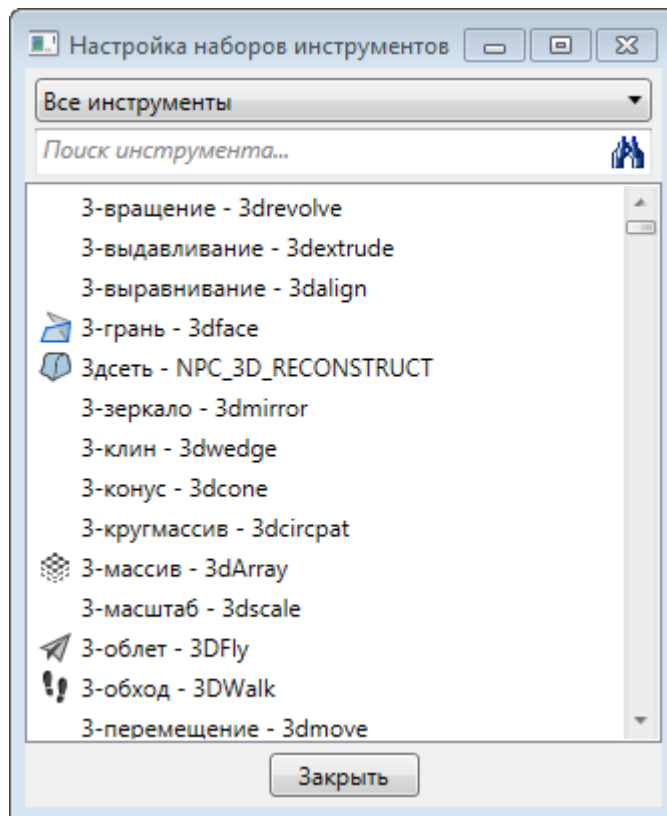 Настройка наборов инструментов
Все инструменты
Поиск инструмента...
3-вращение - 3drevolve
3-выдавливание - 3dextrude
3-выравнивание - 3dalign
3-грань - 3dface
3дсеть - NPC_3D_RECONSTRUCT
3-зеркало - 3dmirror
3-клин - 3dwedge
3-конус - 3dcone
3-кругмассив - 3dcircpat
3-массив - 3dArray
3-масштаб - 3dscale
3-облет - 3DFly
3-обход - 3DWalk
3-перемещение - 3dmove
Закрыть